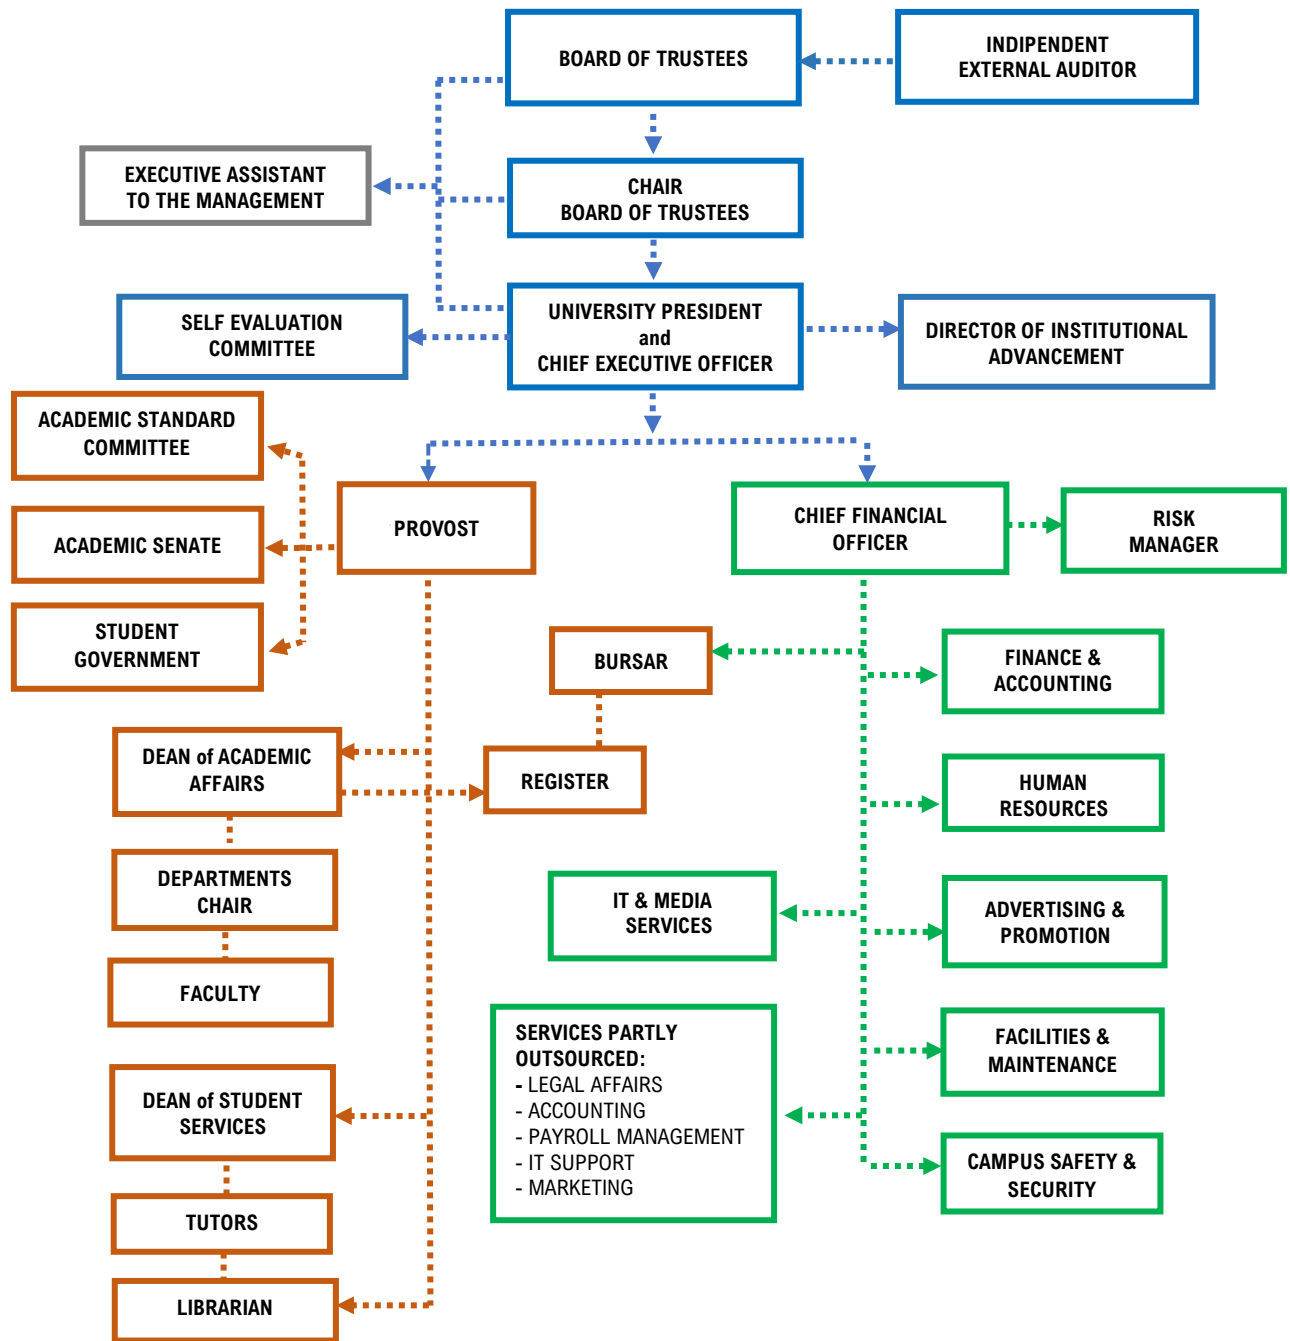 BOARD OF TRUSTEES
INDIPENDENT
EXTERNAL AUDITOR
EXECUTIVE ASSISTANT
TO THE MANAGEMENT
CHAIR
BOARD OF TRUSTEES
SELF EVALUATION
COMMITTEE
UNIVERSITY PRESIDENT
and
CHIEF EXECUTIVE OFFICER
DIRECTOR OF INSTITUTIONAL
ADVANCEMENT
ACADEMIC STANDARD
COMMITTEE
ACADEMIC SENATE
STUDENT
GOVERNMENT
PROVOST
CHIEF FINANCIAL
OFFICER
RISK
MANAGER
BURSAR
FINANCE &
ACCOUNTING
DEAN of ACADEMIC
AFFAIRS
REGISTER
HUMAN
RESOURCES
DEPARTMENTS
CHAIR
IT & MEDIA
SERVICES
ADVERTISING &
PROMOTION
FACULTY
SERVICES PARTLY
OUTSOURCED:
- LEGAL AFFAIRS
- ACCOUNTING
- PAYROLL MANAGEMENT
- IT SUPPORT
- MARKETING
FACILITIES &
MAINTENANCE
DEAN of STUDENT
SERVICES
CAMPUS SAFETY &
SECURITY
TUTORS
LIBRARIAN